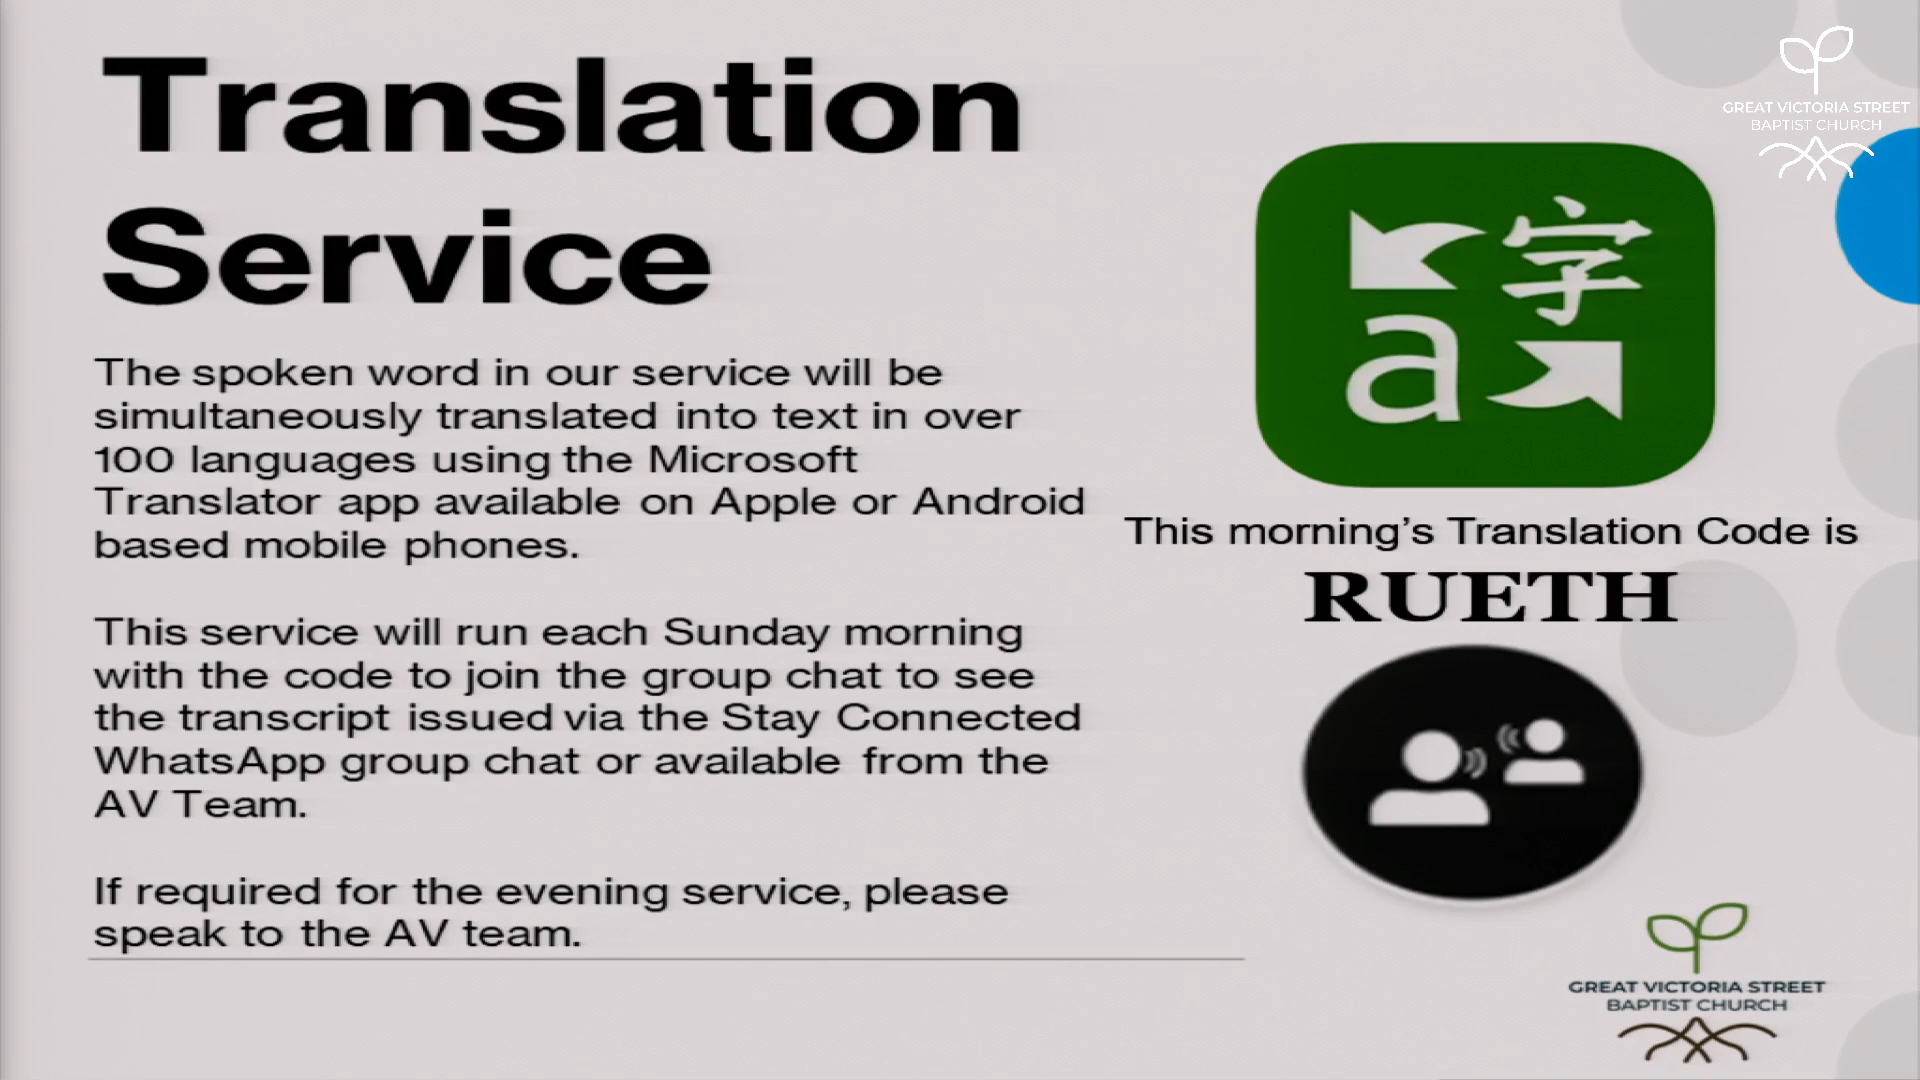 Translation
Service
The spoken word in our service will be
simultaneously translated into text in over
100 languages using the Microsoft
Translator app available on Apple or Android
based mobile phones.
This service will run each Sunday morning
with the code to join the group chat to see
the transcript issued via the Stay Connected
WhatsApp group chat or available from the
AV Team.
If required for the evening service, please
speak to the AV team.
GREAT VICTORIA STREET
BAPTIST CHURCH
字
a
This morning's Translation Code is
RUETH
GREAT VICTORIA STREET
BAPTIST CHURCH